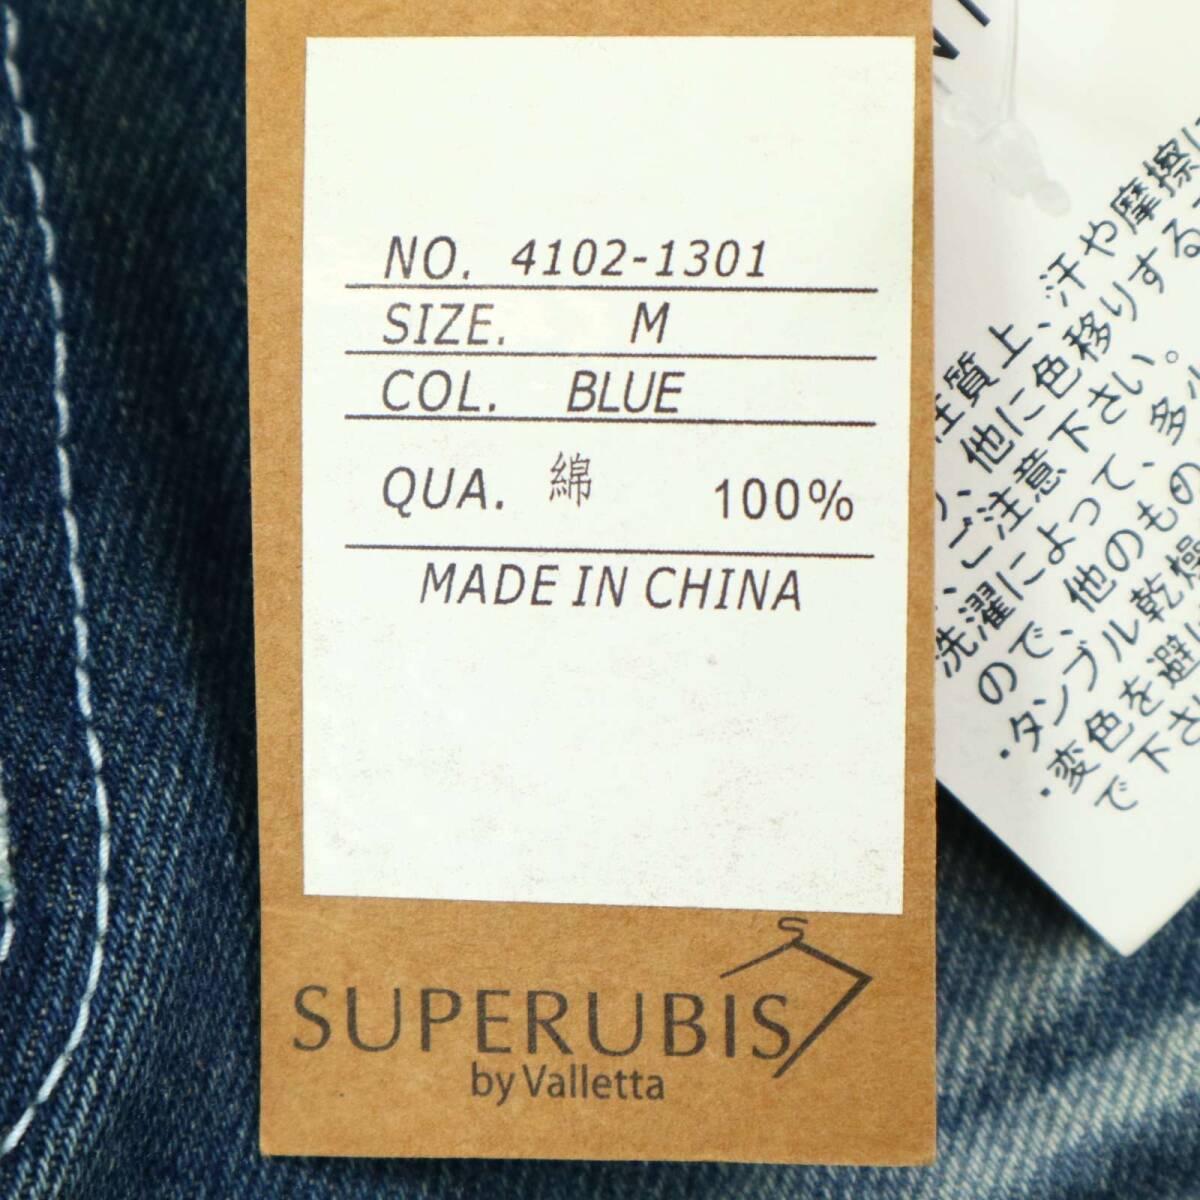 NO. 4102-1301
SIZE. M
COL. BLUE
QUA. 綿 100%
MADE IN CHINA
SUPERUBIS
by Valletta
質上、汗や摩擦に
他に色移りする
、ご注意下さい。
洗濯によって、多
ので、他のもの
・タンブル乾燥
・変色を避け
で下さ